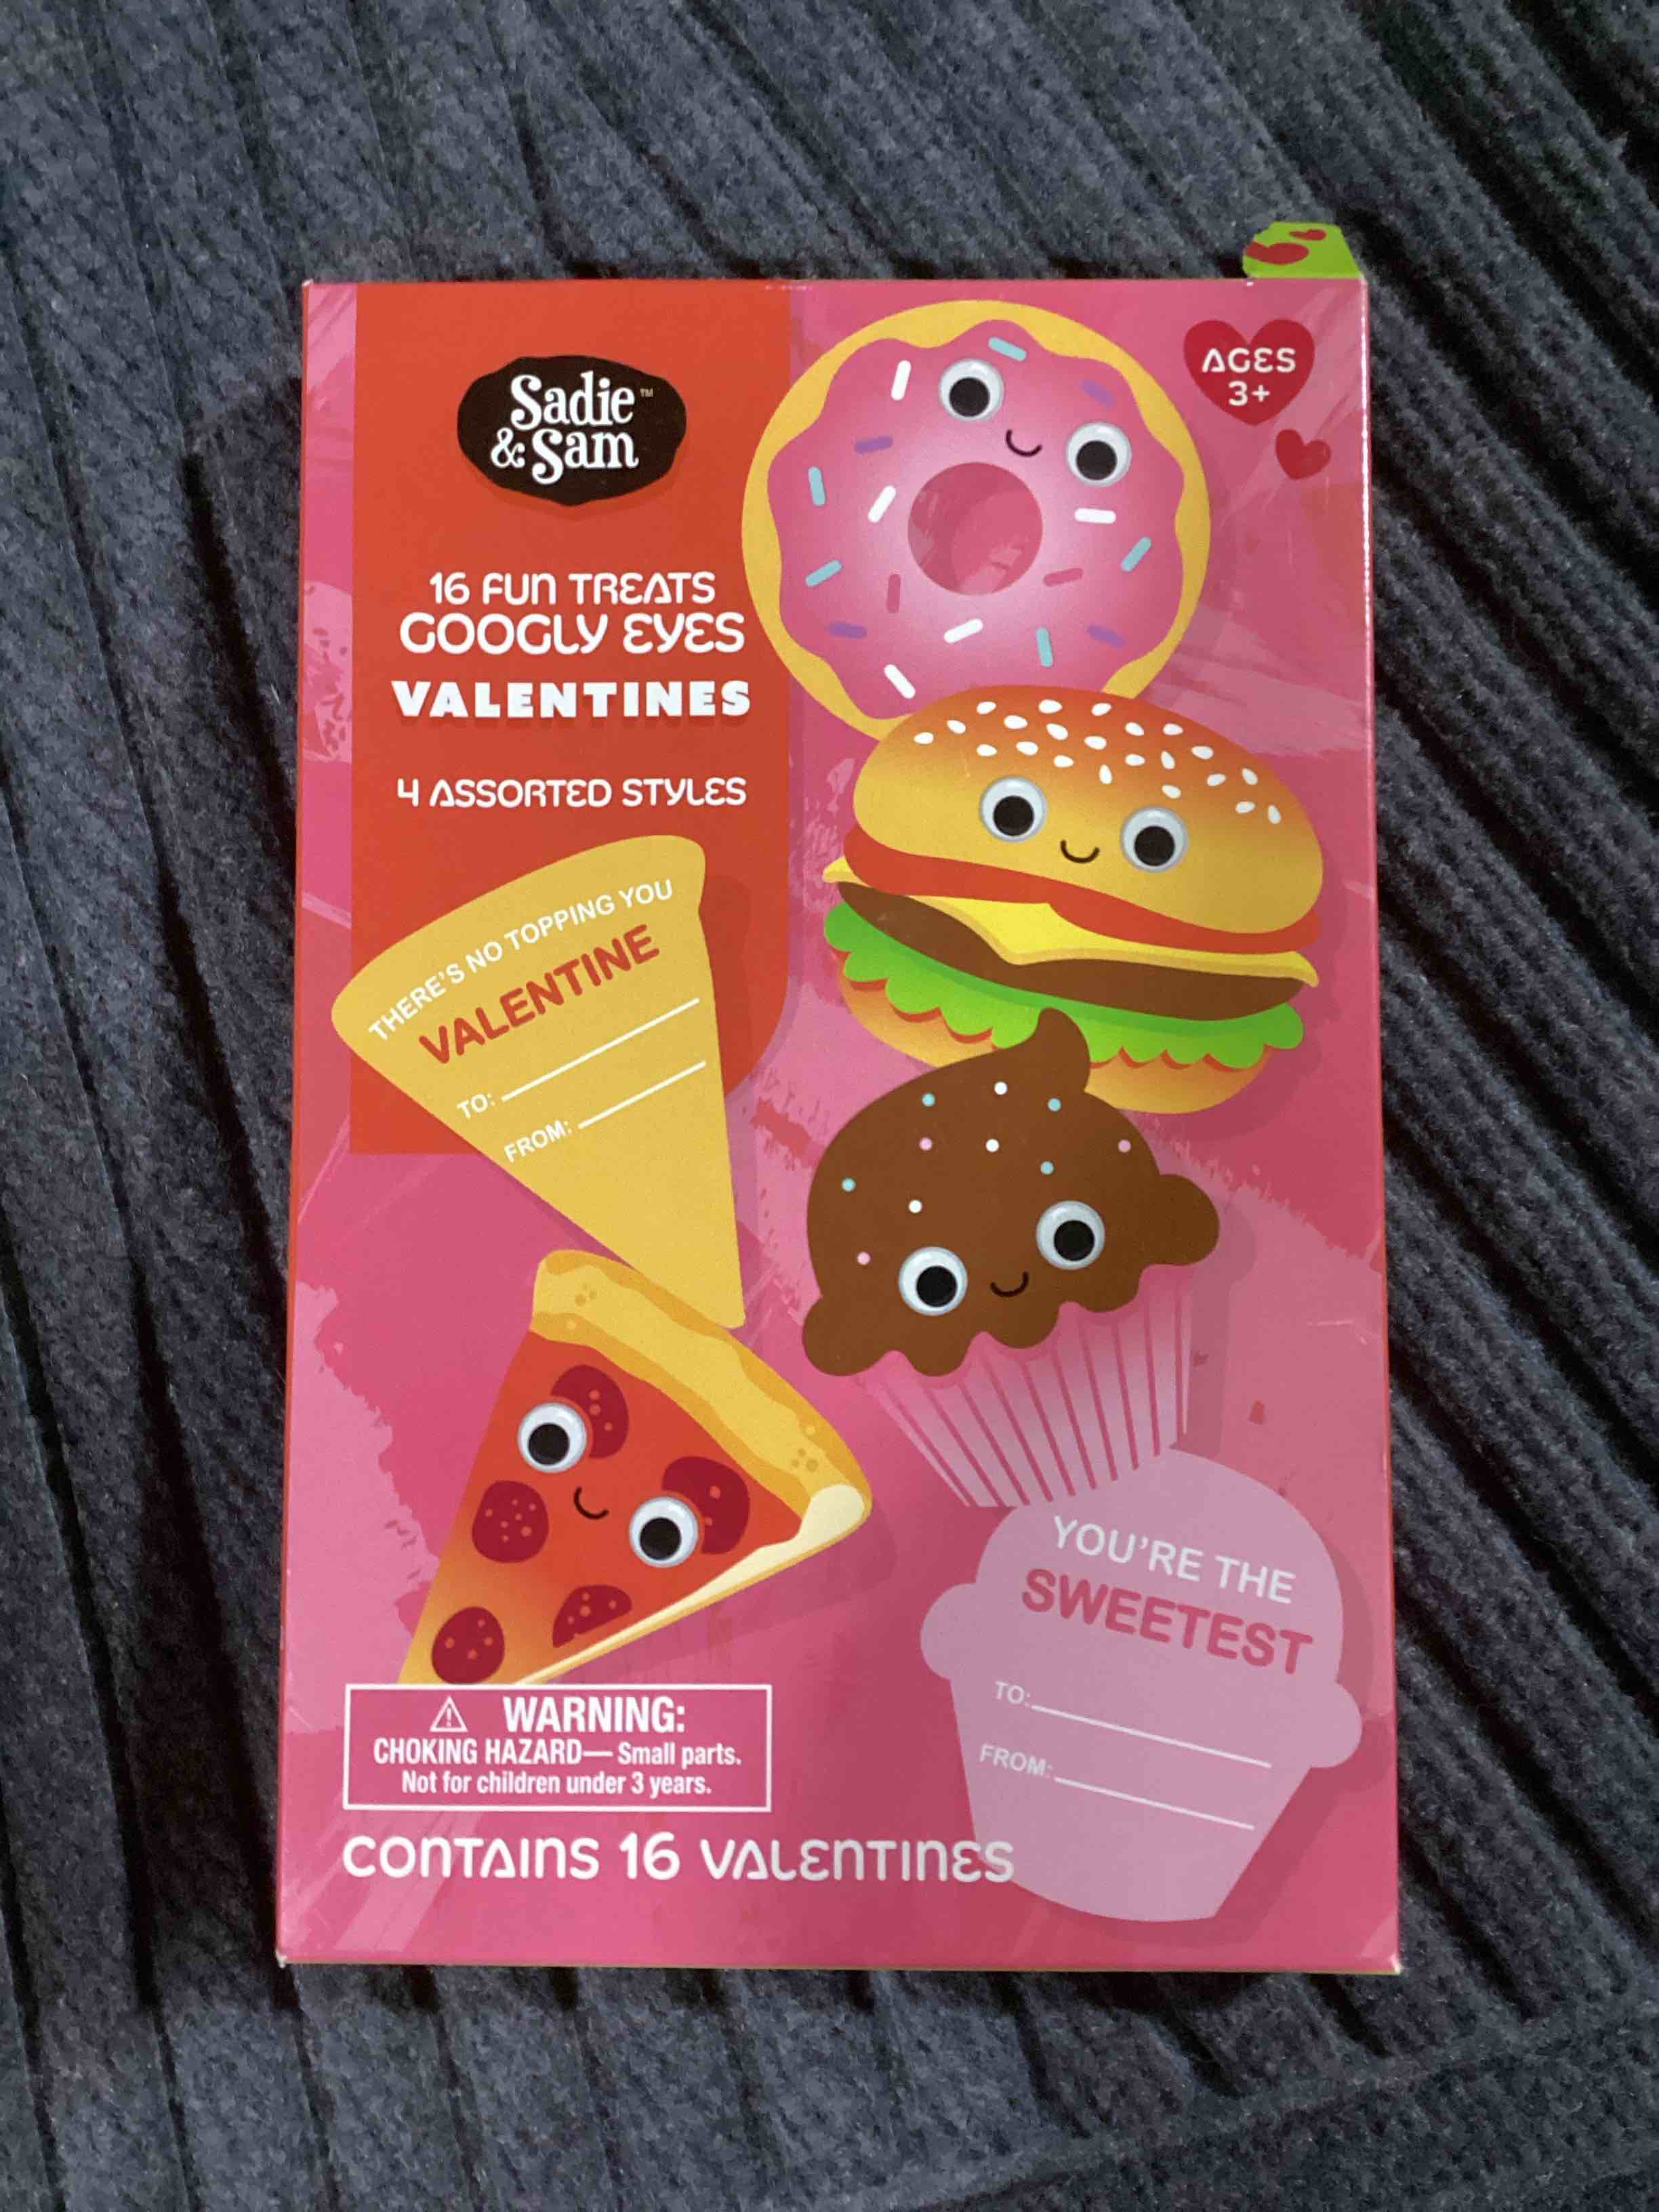 Sadie™
& Sam
AGES
3+
16 FUN TREATS
GOOGLY EYES
VALENTINES
4 ASSORTED STYLES
THERE'S NO TOPPING YOU
VALENTINE
TO:
FROM:
YOU'RE THE
SWEETEST
TO:
FROM:
⚠ WARNING:
CHOKING HAZARD— Small parts.
Not for children under 3 years.
CONTAINS 16 VALENTINES